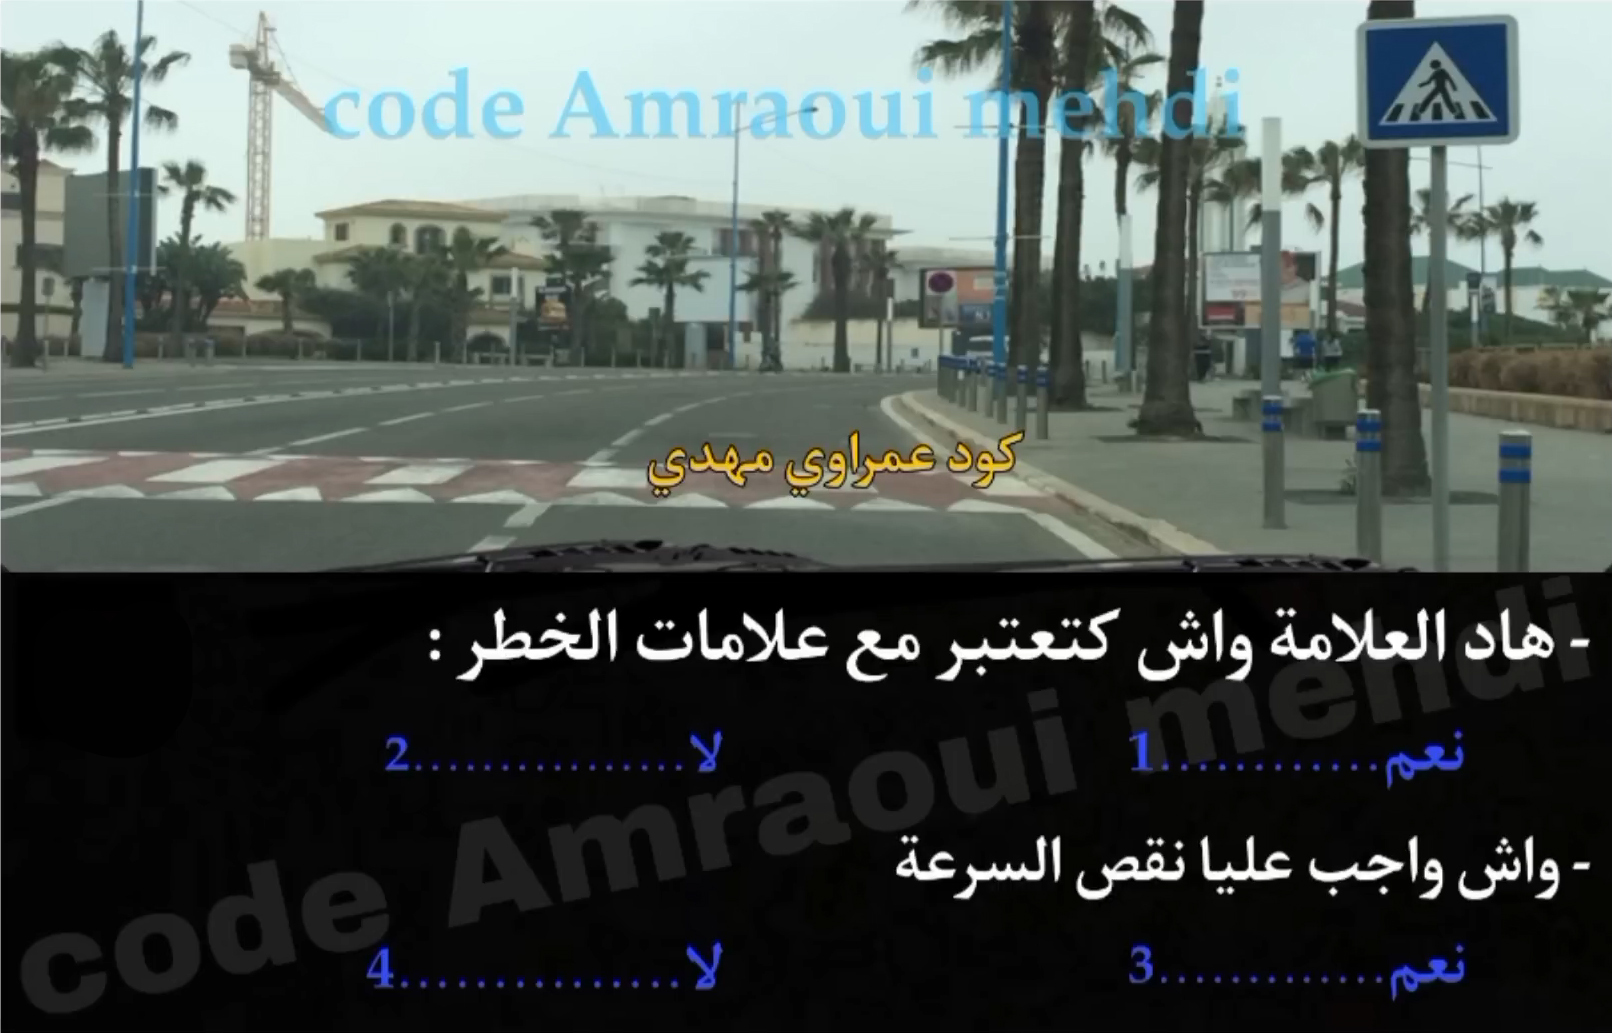 code Amraoui mehdi
كود عمراوي مهدي
- هاد العلامة واش كتعتبر مع علامات الخطر :
نعم............1 لا................2
- واش واجب عليا نقص السرعة
نعم.............3 لا...............4
code Amraoui mehdi